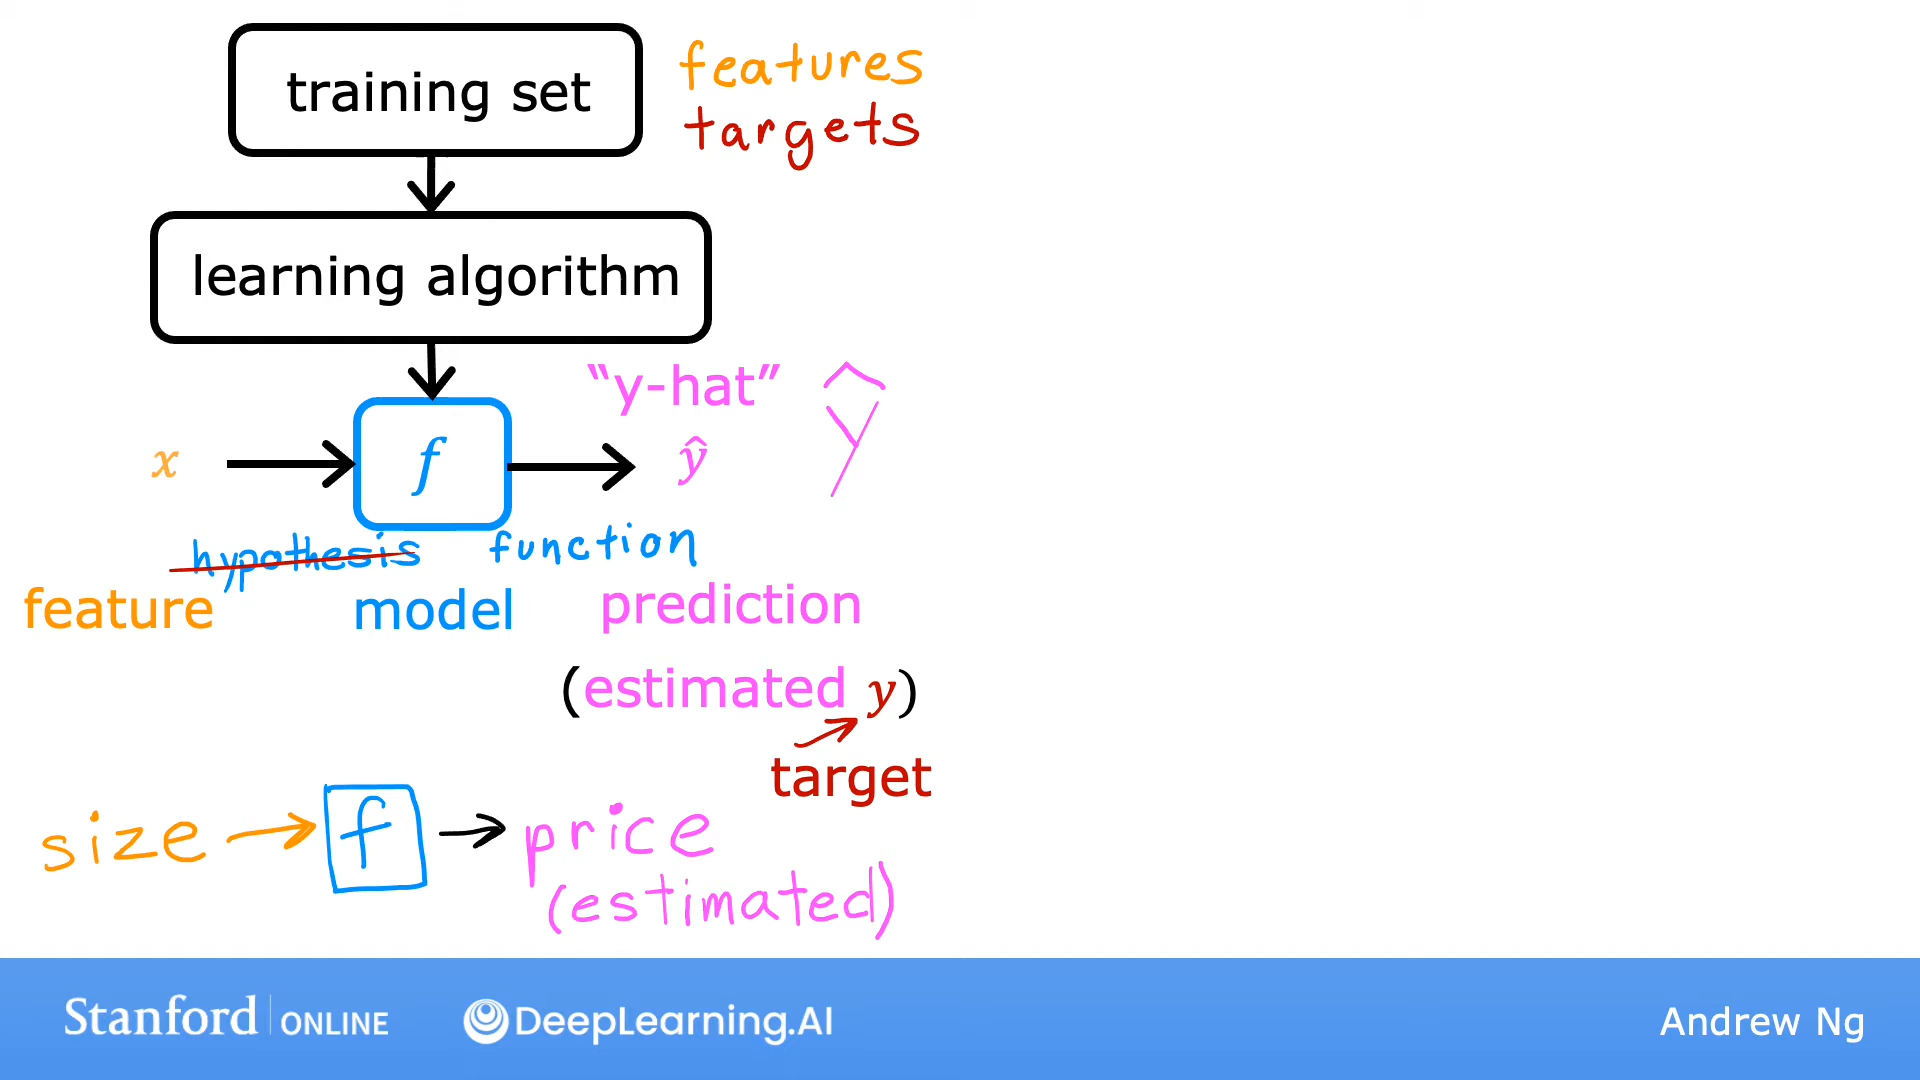 training set
features
targets
learning algorithm
“y-hat” ŷ
x f ŷ
hypothesis function
feature model prediction
(estimated y)
target
size → f → price
(estimated)
Stanford | ONLINE DeepLearning.AI Andrew Ng